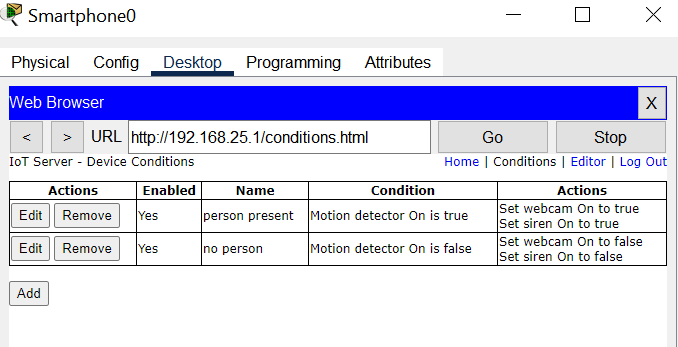 Smartphone0
Physical Config Desktop Programming Attributes
Web Browser X
< > URL http://192.168.25.1/conditions.html Go Stop
IoT Server - Device Conditions Home | Conditions | Editor | Log Out
Actions Enabled Name Condition Actions
Edit Remove Yes person present Motion detector On is true Set webcam On to true
Set siren On to true
Edit Remove Yes no person Motion detector On is false Set webcam On to false
Set siren On to false
Add